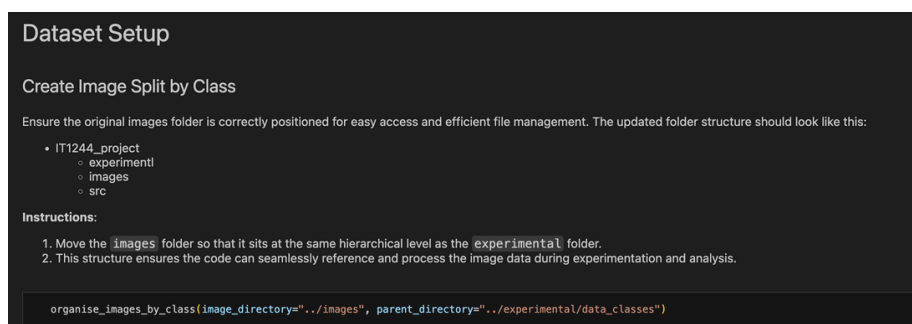 Dataset Setup
Create Image Split by Class
Ensure the original images folder is correctly positioned for easy access and efficient file management. The updated folder structure should look like this:
• IT1244_project
◦ experimentl
◦ images
◦ src
Instructions:
1. Move the images folder so that it sits at the same hierarchical level as the experimental folder.
2. This structure ensures the code can seamlessly reference and process the image data during experimentation and analysis.
organise_images_by_class(image_directory="../images", parent_directory="../experimental/data_classes")